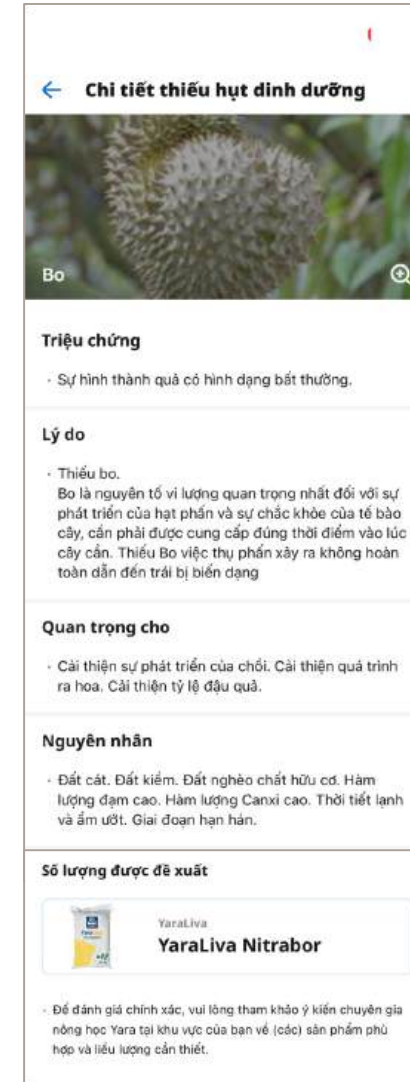 Chi tiết thiếu hụt dinh dưỡng
Bo
Triệu chứng
· Sự hình thành quả có hình dạng bất thường.
Lý do
· Thiếu bo.
Bo là nguyên tố vi lượng quan trọng nhất đối với sự
phát triển của hạt phấn và sự chắc khỏe của tế bào
cây, cần phải được cung cấp đúng thời điểm vào lúc
cây cần. Thiếu Bo việc thụ phấn xảy ra không hoàn
toàn dẫn đến trái bị biến dạng
Quan trọng cho
· Cải thiện sự phát triển của chồi. Cải thiện quá trình
ra hoa. Cải thiện tỷ lệ đậu quả.
Nguyên nhân
· Đất cát. Đất kiềm. Đất nghèo chất hữu cơ. Hàm
lượng đạm cao. Hàm lượng Canxi cao. Thời tiết lạnh
và ẩm ướt. Giai đoạn hạn hán.
Số lượng được đề xuất
YaraLiva
YaraLiva Nitrabor
· Để đánh giá chính xác, vui lòng tham khảo ý kiến chuyên gia
nông học Yara tại khu vực của bạn về (các) sản phẩm phù
hợp và liều lượng cần thiết.